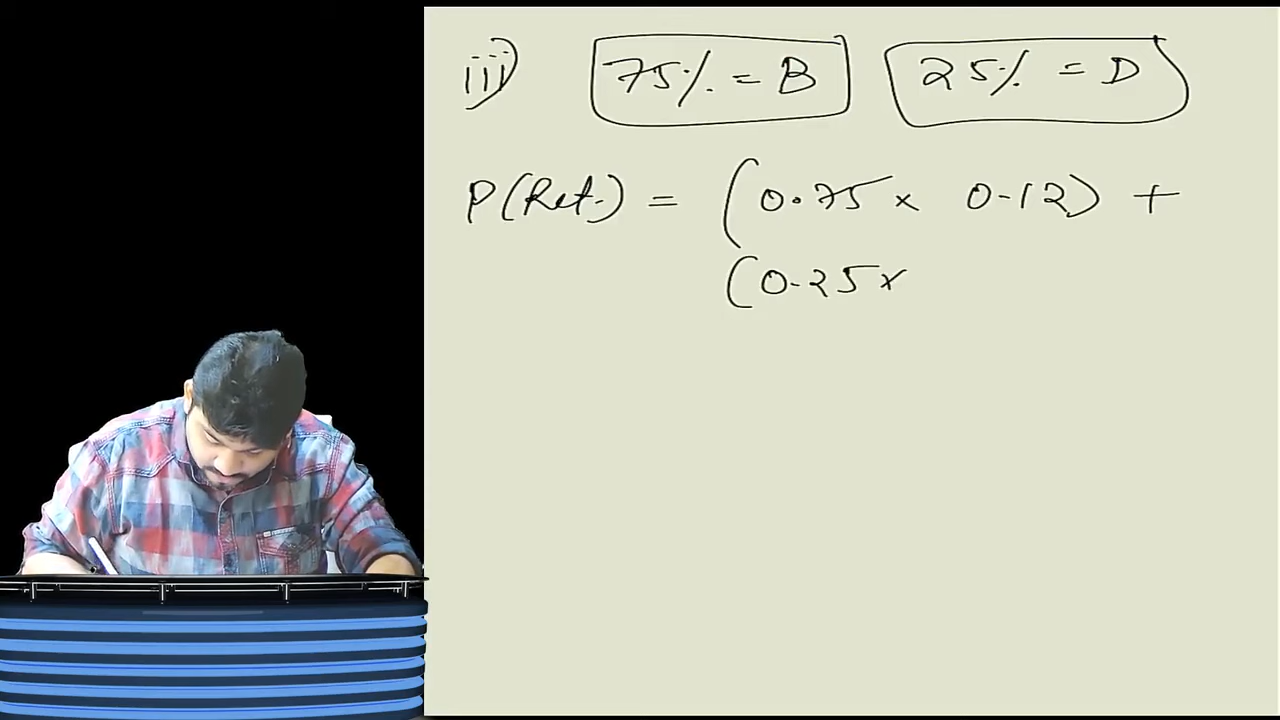 iii) 75% = B 25% = D
P(Ret.) = (0.75 × 0.12) +
(0.25 ×